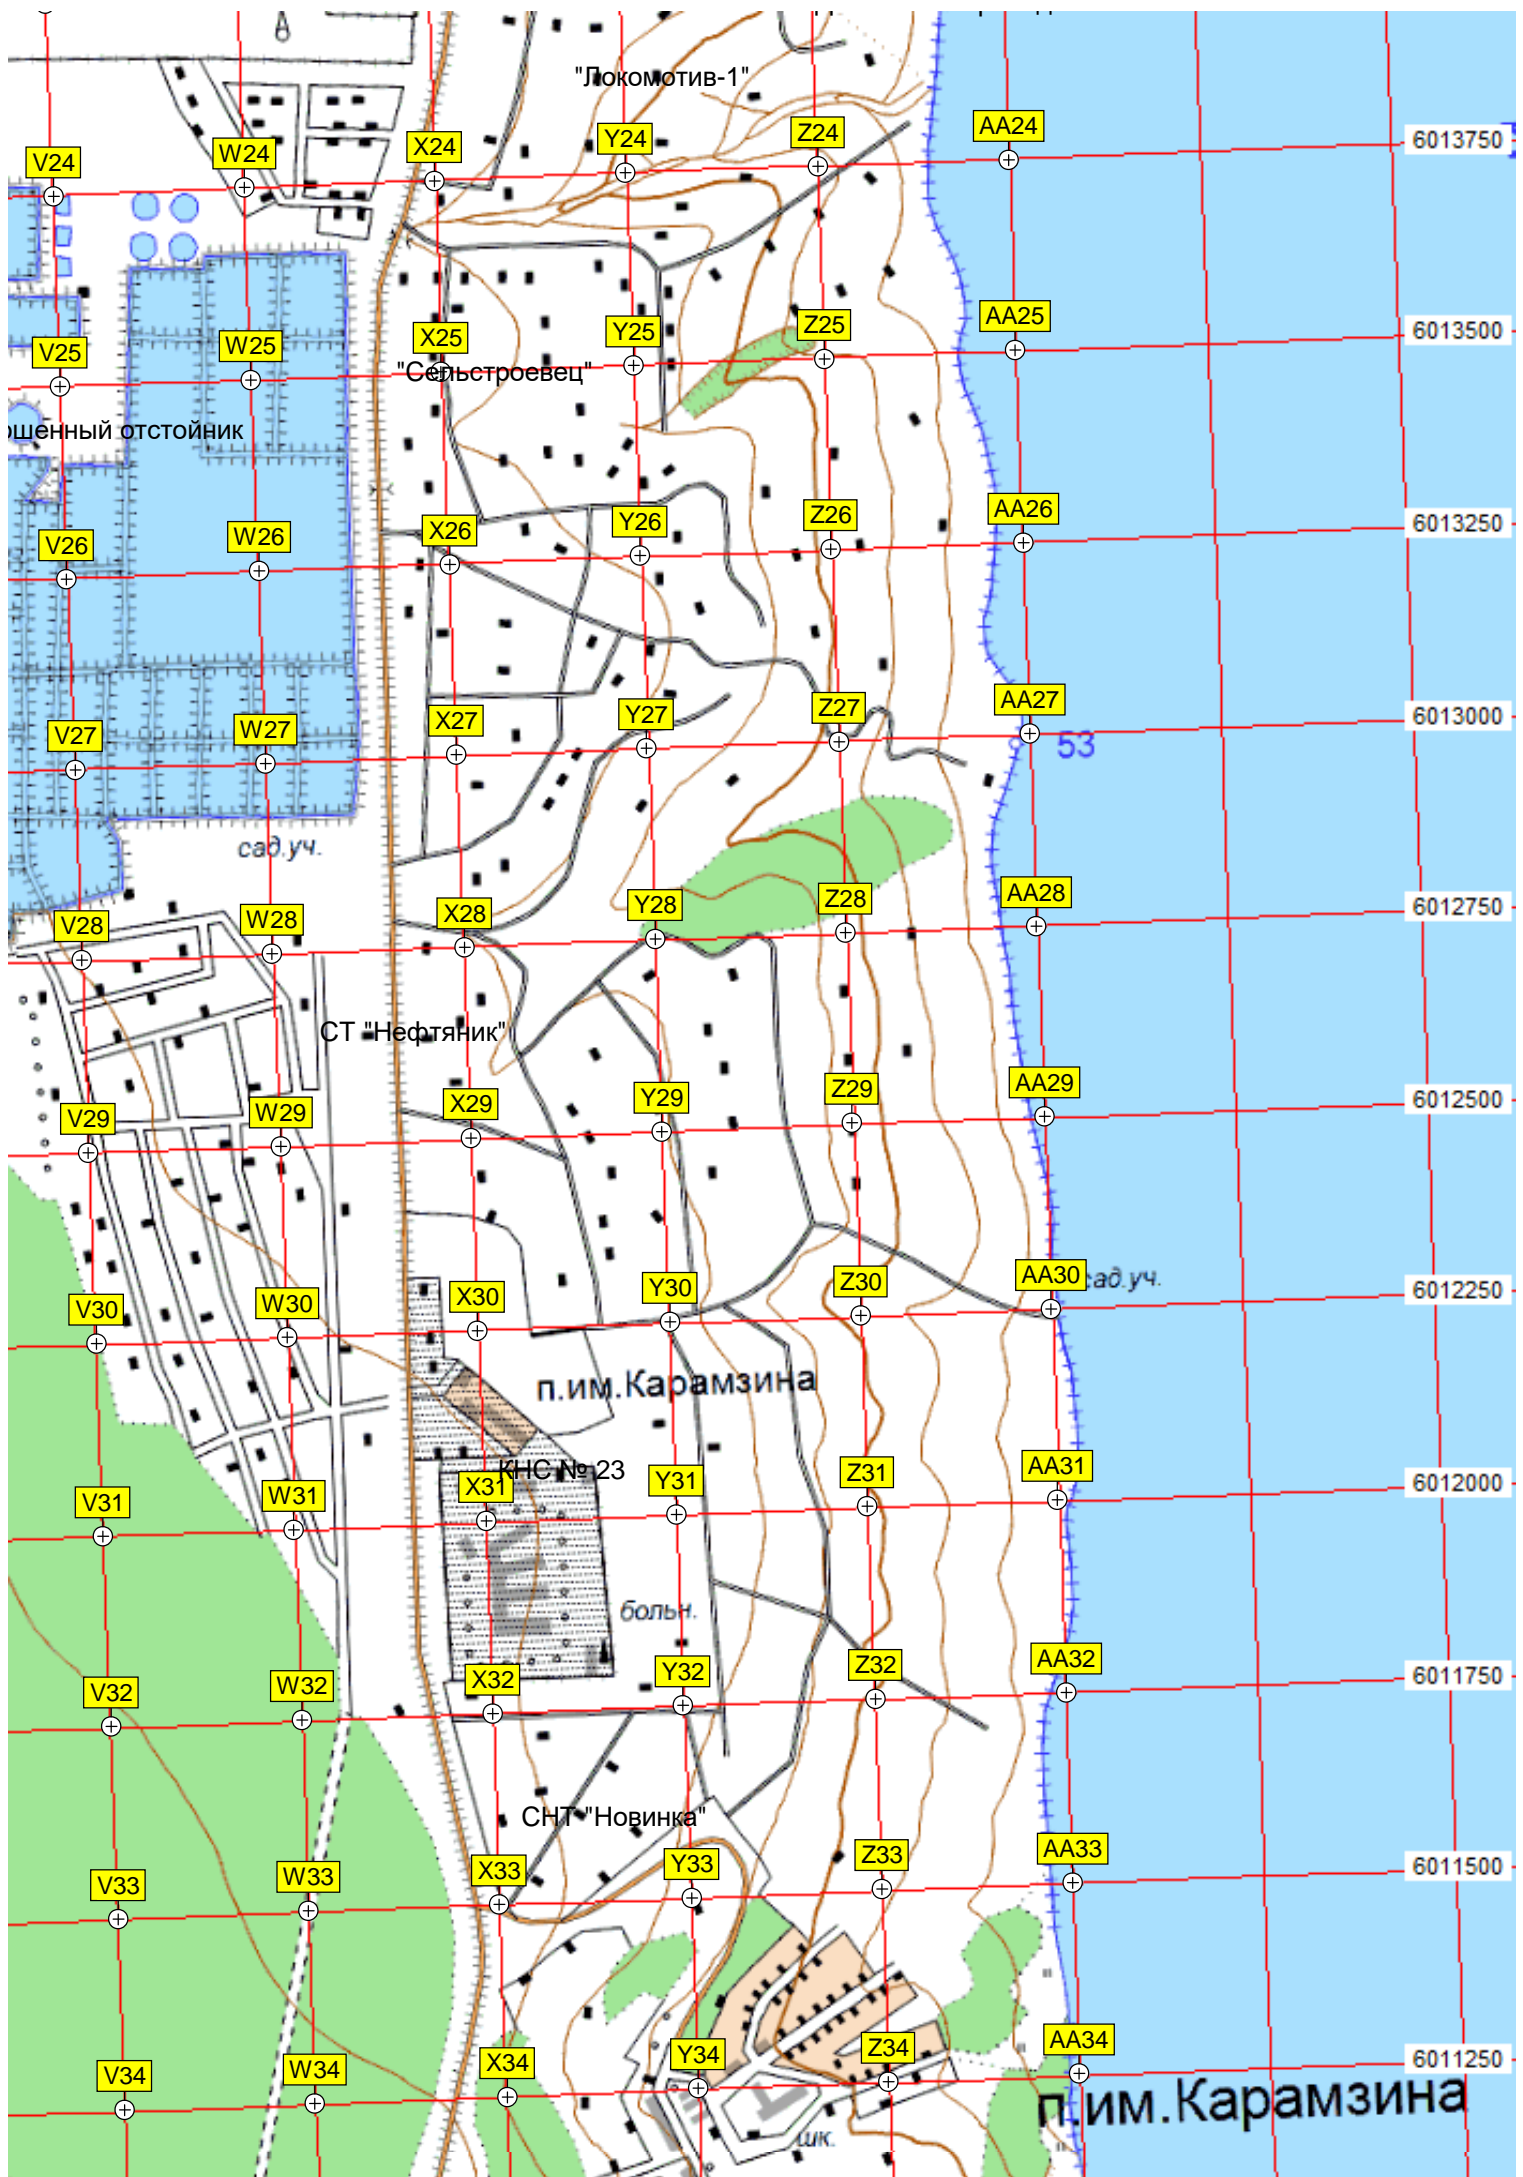 "Локомотив-1"
V24 W24 X24 Y24 Z24 AA24 6013750
V25 W25 X25 Y25 Z25 AA25 6013500
"Сельстроевец"
отстойник
V26 W26 X26 Y26 Z26 AA26 6013250
V27 W27 X27 Y27 Z27 AA27 6013000
53
сад.уч.
V28 W28 X28 Y28 Z28 AA28 6012750
СТ "Нефтяник"
V29 W29 X29 Y29 Z29 AA29 6012500
V30 W30 X30 Y30 Z30 AA30 6012250
сад.уч.
п.им.Карамзина
КНС № 23
V31 W31 X31 Y31 Z31 AA31 6012000
больн.
V32 W32 X32 Y32 Z32 AA32 6011750
СНТ "Новинка"
V33 W33 X33 Y33 Z33 AA33 6011500
V34 W34 X34 Y34 Z34 AA34 6011250
п.им.Карамзина
шк.